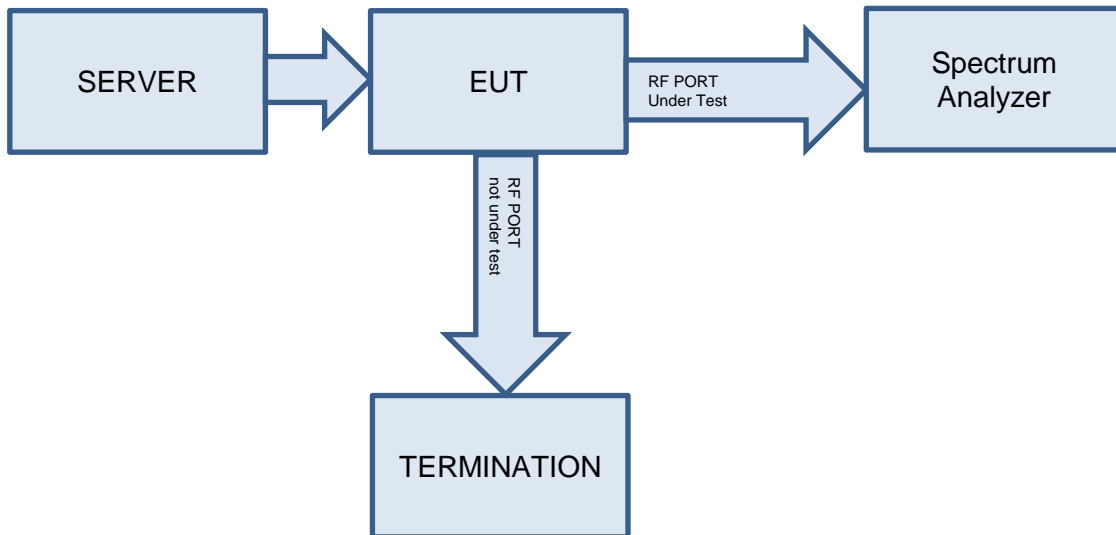 SERVER
EUT
RF PORT
Under Test
Spectrum
Analyzer
RF PORT
not under test
TERMINATION